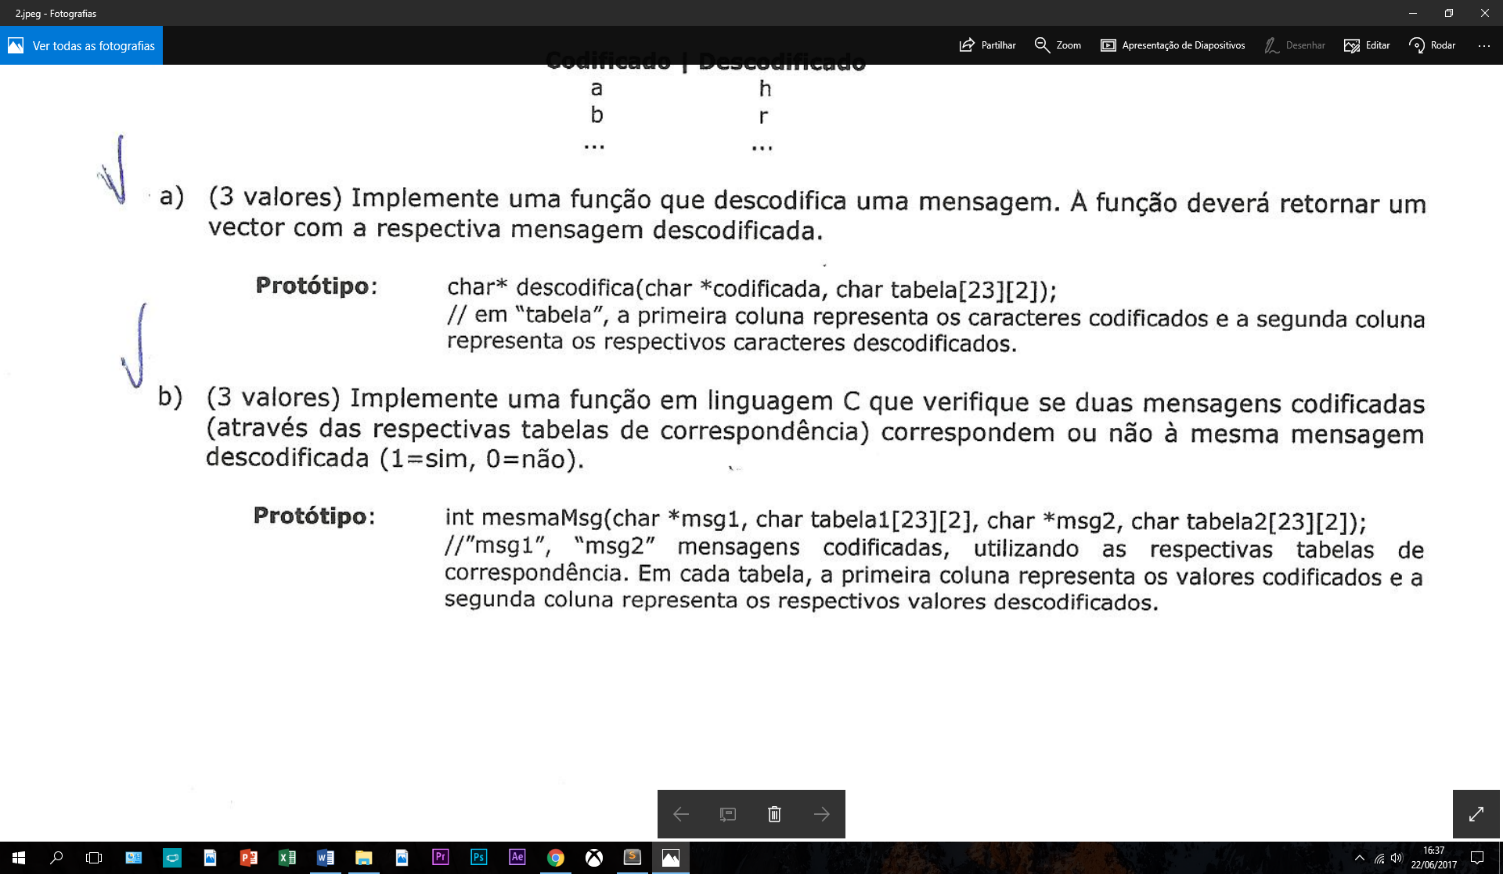 2.jpeg - Fotografias
Ver todas as fotografias
Partilhar Zoom Apresentação de Diapositivos Desenhar Editar Rodar ...
Codificado | Descodificado
a h
b r
... ...
a) (3 valores) Implemente uma função que descodifica uma mensagem. A função deverá retornar um
vector com a respectiva mensagem descodificada.
Protótipo: char* descodifica(char *codificada, char tabela[23][2]);
// em “tabela”, a primeira coluna representa os caracteres codificados e a segunda coluna
representa os respectivos caracteres descodificados.
b) (3 valores) Implemente uma função em linguagem C que verifique se duas mensagens codificadas
(através das respectivas tabelas de correspondência) correspondem ou não à mesma mensagem
descodificada (1=sim, 0=não).
Protótipo: int mesmaMsg(char *msg1, char tabela1[23][2], char *msg2, char tabela2[23][2]);
//”msg1”, “msg2” mensagens codificadas, utilizando as respectivas tabelas de
correspondência. Em cada tabela, a primeira coluna representa os valores codificados e a
segunda coluna representa os respectivos valores descodificados.
Pr Ps Ae
16:37
22/06/2017